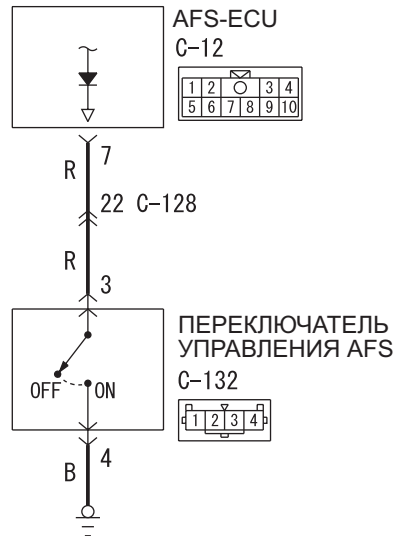 AFS-ECU
C-12
1 2 3 4
5 6 7 8 9 10
7
R
22 C-128
R
3
ПЕРЕКЛЮЧАТЕЛЬ
УПРАВЛЕНИЯ AFS
OFF ON
C-132
1 2 3 4
4
B